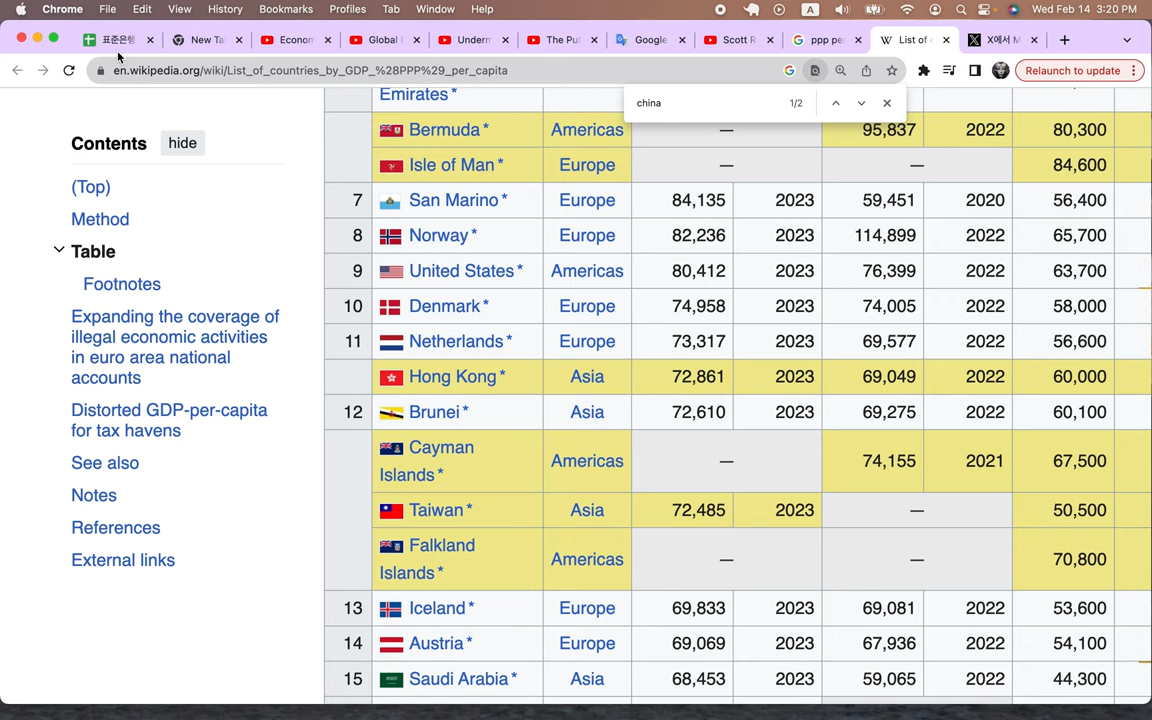 Chrome File Edit View History Bookmarks Profiles Tab Window Help A Wed Feb 14 3:20 PM
표준은행 New Ta Econom Global Underm The Pu Google Scott R ppp pe List of c X에서 M
en.wikipedia.org/wiki/List_of_countries_by_GDP_%28PPP%29_per_capita Relaunch to update
china 1/2
Contents hide
(Top)
Method
Table
Footnotes
Expanding the coverage of
illegal economic activities
in euro area national
accounts
Distorted GDP-per-capita
for tax havens
See also
Notes
References
External links
Emirates *
Bermuda * Americas — 95,837 2022 80,300
Isle of Man * Europe — — 84,600
7 San Marino * Europe 84,135 2023 59,451 2020 56,400
8 Norway * Europe 82,236 2023 114,899 2022 65,700
9 United States * Americas 80,412 2023 76,399 2022 63,700
10 Denmark * Europe 74,958 2023 74,005 2022 58,000
11 Netherlands * Europe 73,317 2023 69,577 2022 56,600
Hong Kong * Asia 72,861 2023 69,049 2022 60,000
12 Brunei * Asia 72,610 2023 69,275 2022 60,100
Cayman
Islands * Americas — 74,155 2021 67,500
Taiwan * Asia 72,485 2023 — 50,500
Falkland
Islands * Americas — — 70,800
13 Iceland * Europe 69,833 2023 69,081 2022 53,600
14 Austria * Europe 69,069 2023 67,936 2022 54,100
15 Saudi Arabia * Asia 68,453 2023 59,065 2022 44,300